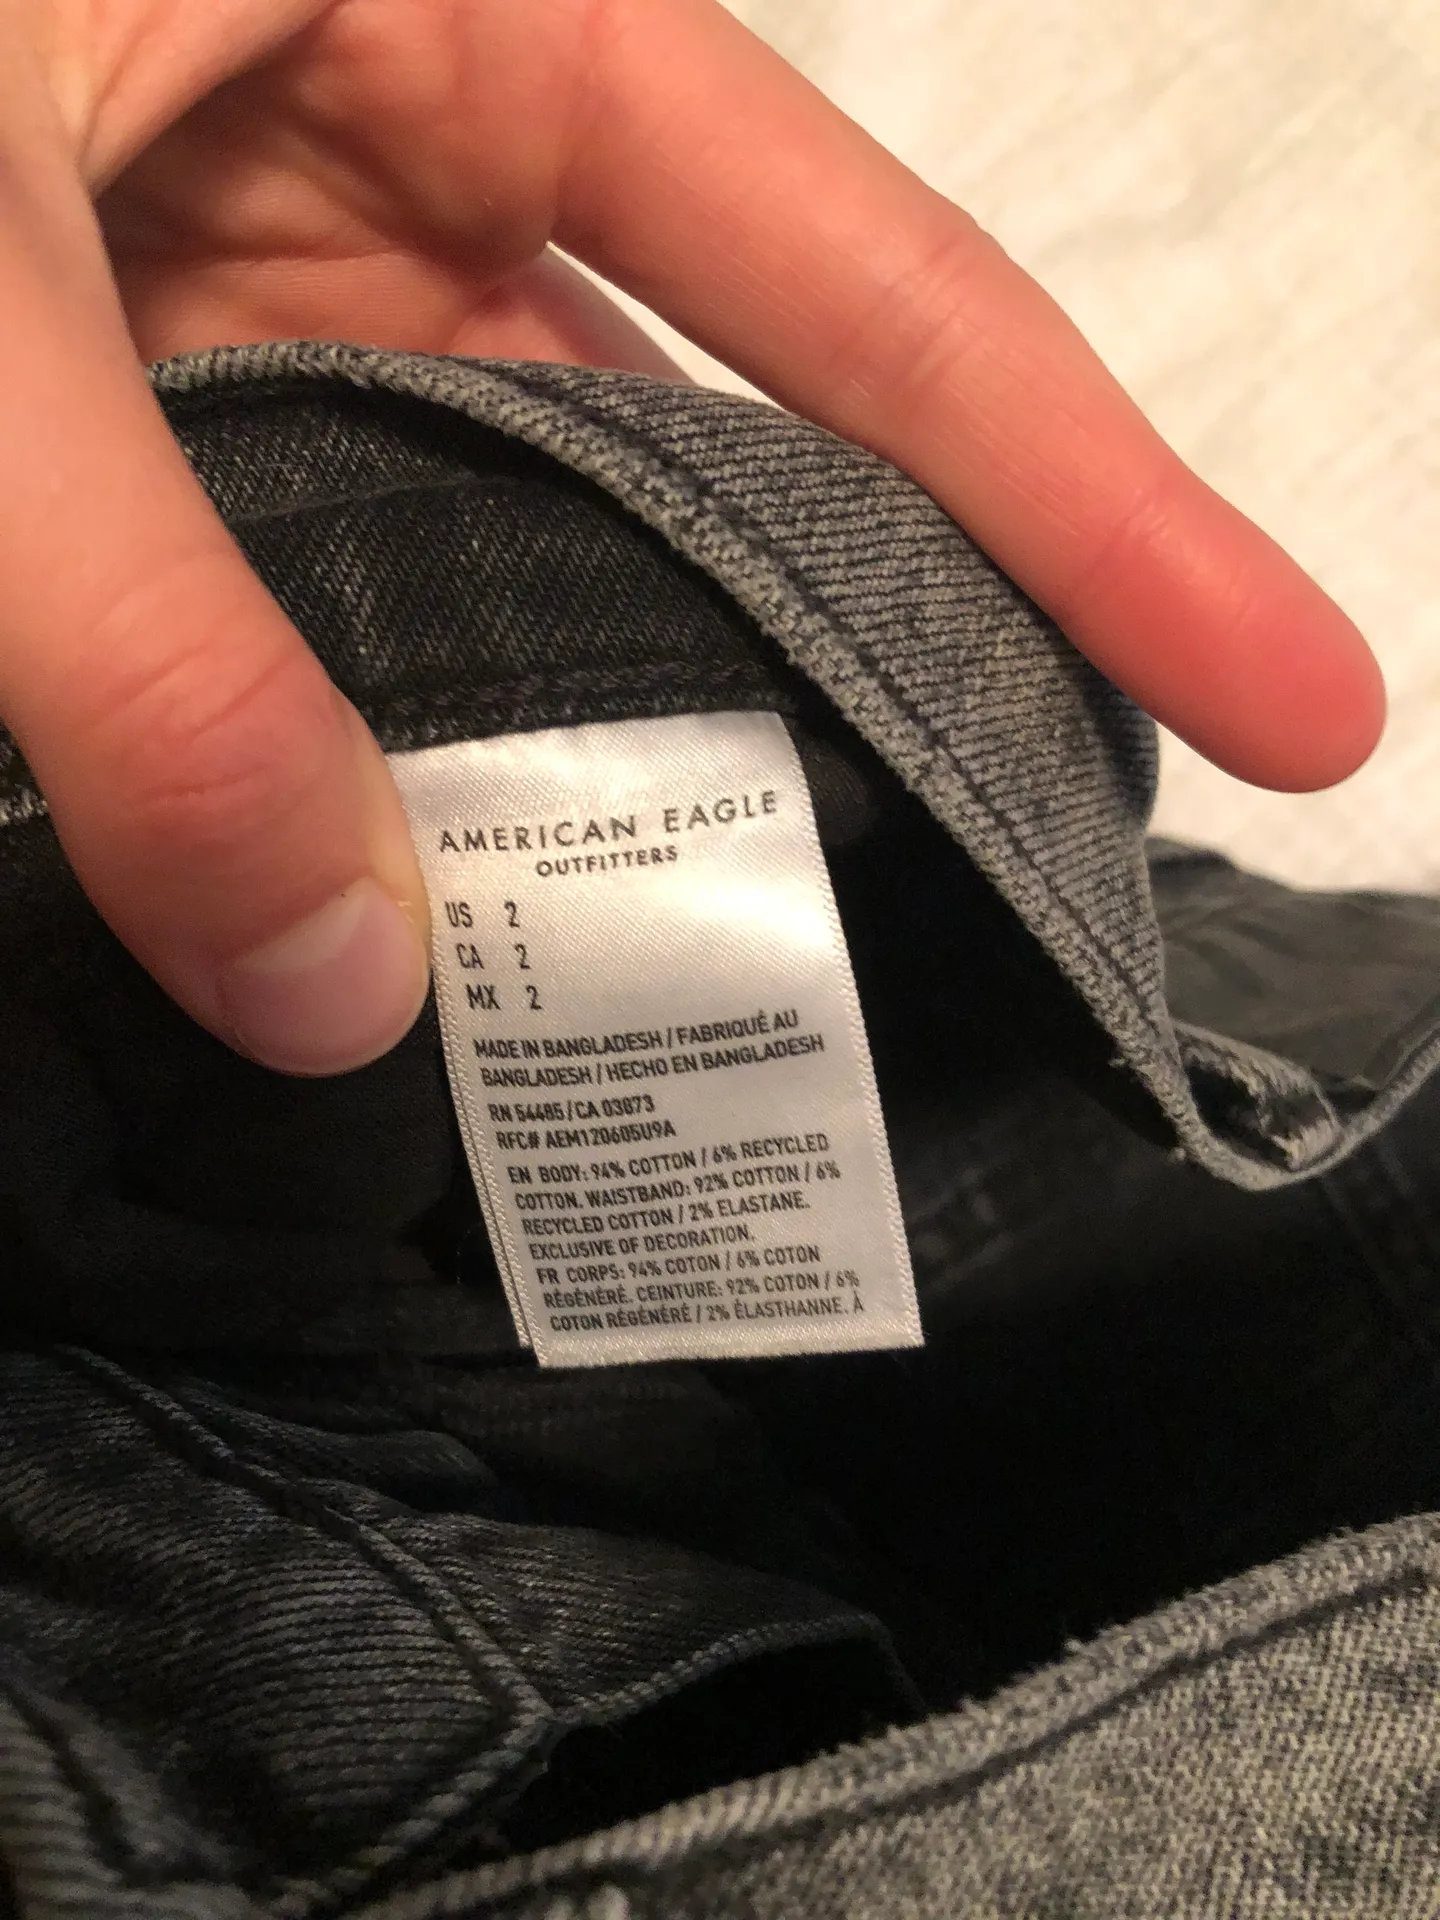 AMERICAN EAGLE
OUTFITTERS
US 2
CA 2
MX 2
MADE IN BANGLADESH / FABRIQUÉ AU
BANGLADESH / HECHO EN BANGLADESH
RN 54485 / CA 03873
RFC# AEM120605U9A
EN BODY: 94% COTTON / 6% RECYCLED
COTTON. WAISTBAND: 92% COTTON / 6%
RECYCLED COTTON / 2% ELASTANE.
EXCLUSIVE OF DECORATION.
FR CORPS: 94% COTON / 6% COTON
RÉGÉNÉRÉ. CEINTURE: 92% COTON / 6%
COTON RÉGÉNÉRÉ / 2% ÉLASTHANNE. À